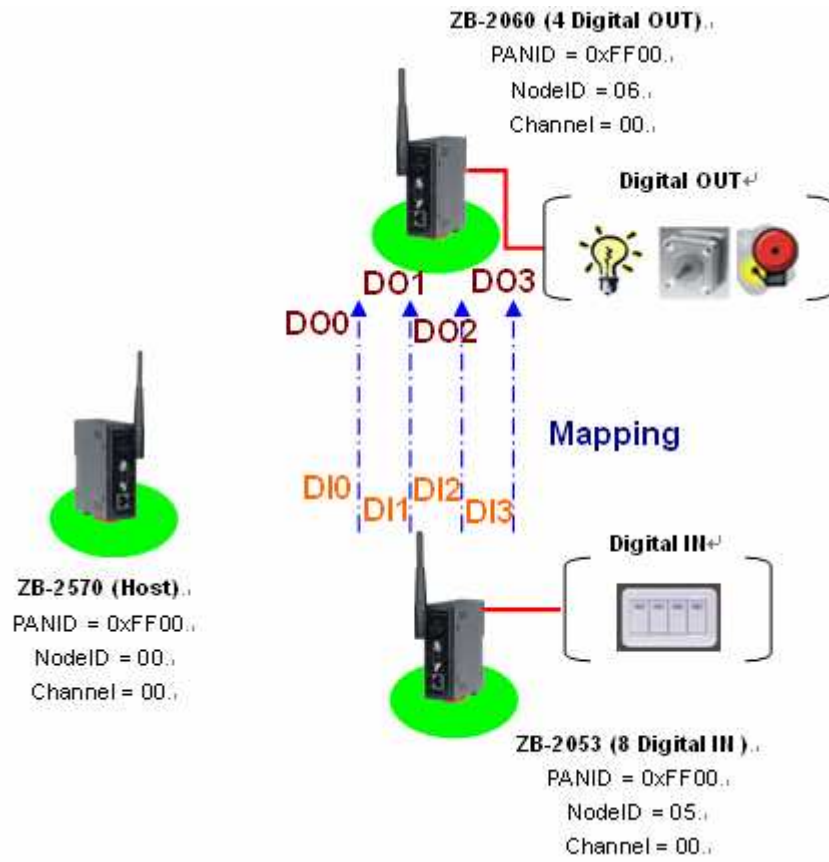 ZB-2060 (4 Digital OUT).↓
PANID = 0xFF00.↓
NodeID = 06.↓
Channel = 00.↓
Digital OUT↵
DO1
DO3
DO0
DO2
Mapping
DI0
DI2
DI1
DI3
Digital IN↵
ZB-2570 (Host).↓
PANID = 0xFF00.↓
NodeID = 00.↓
Channel = 00.↓
ZB-2053 (8 Digital IN ).↓
PANID = 0xFF00.↓
NodeID = 05.↓
Channel = 00.↓